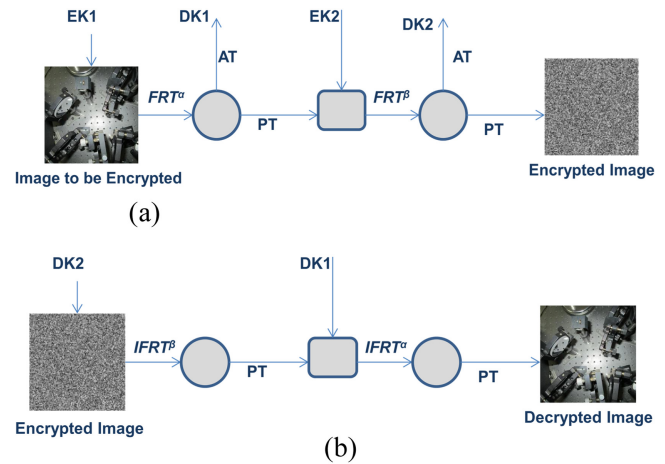 EK1
DK1
EK2
DK2
AT
AT
FRTα
PT
FRTβ
PT
Image to be Encrypted
Encrypted Image
(a)
DK2
DK1
IFRTβ
PT
IFRTα
PT
Encrypted Image
Decrypted Image
(b)